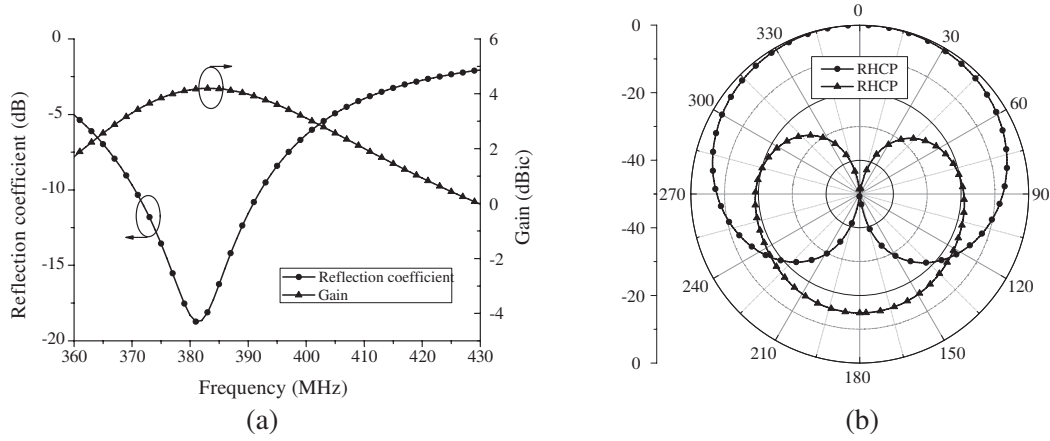 0
-5
-10
-15
-20
Reflection coefficient (dB)
6
4
2
0
-2
-4
Gain (dBic)
Reflection coefficient
Gain
360 370 380 390 400 410 420 430
Frequency (MHz)
(a)
0
-20
-40
-40
-20
0
0
30
60
90
120
150
180
210
240
270
300
330
RHCP
RHCP
(b)